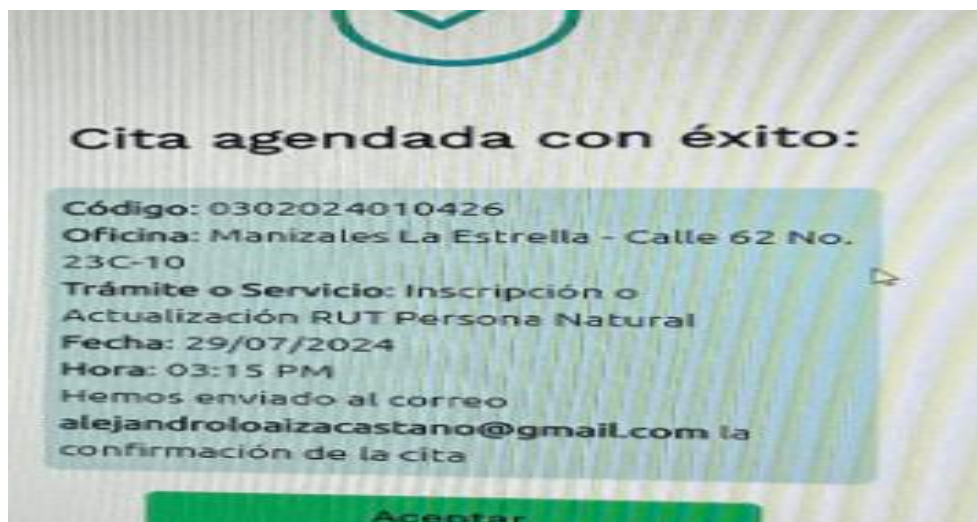 Cita agendada con éxito:
Código: 0302024010426
Oficina: Manizales La Estrella - Calle 62 No.
23C-10
Trámite o Servicio: Inscripción o
Actualización RUT Persona Natural
Fecha: 29/07/2024
Hora: 03:15 PM
Hemos enviado al correo
alejandroloaizacastano@gmail.com la
confirmación de la cita
Aceptar